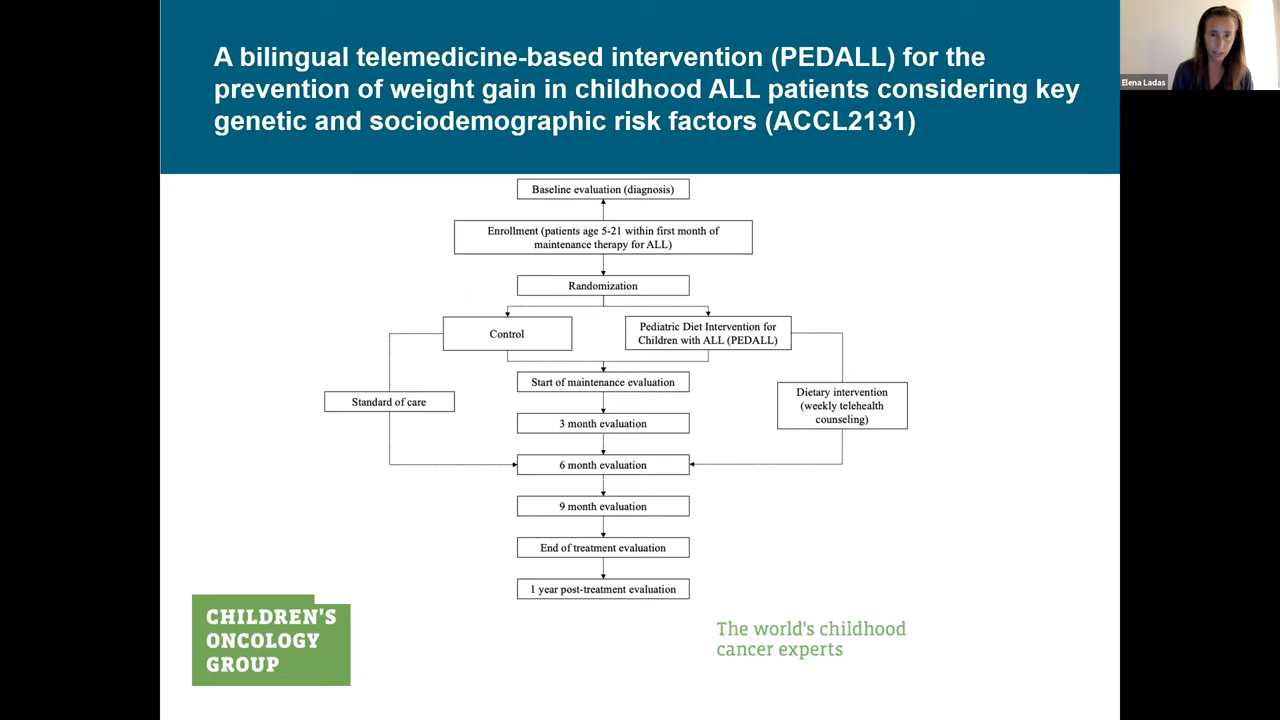 A bilingual telemedicine-based intervention (PEDALL) for the
prevention of weight gain in childhood ALL patients considering key
genetic and sociodemographic risk factors (ACCL2131)
Elena Ladas
Baseline evaluation (diagnosis)
Enrollment (patients age 5-21 within first month of
maintenance therapy for ALL)
Randomization
Control
Pediatric Diet Intervention for
Children with ALL (PEDALL)
Start of maintenance evaluation
Standard of care
Dietary intervention
(weekly telehealth
counseling)
3 month evaluation
6 month evaluation
9 month evaluation
End of treatment evaluation
1 year post-treatment evaluation
CHILDREN'S
ONCOLOGY
GROUP
The world's childhood
cancer experts